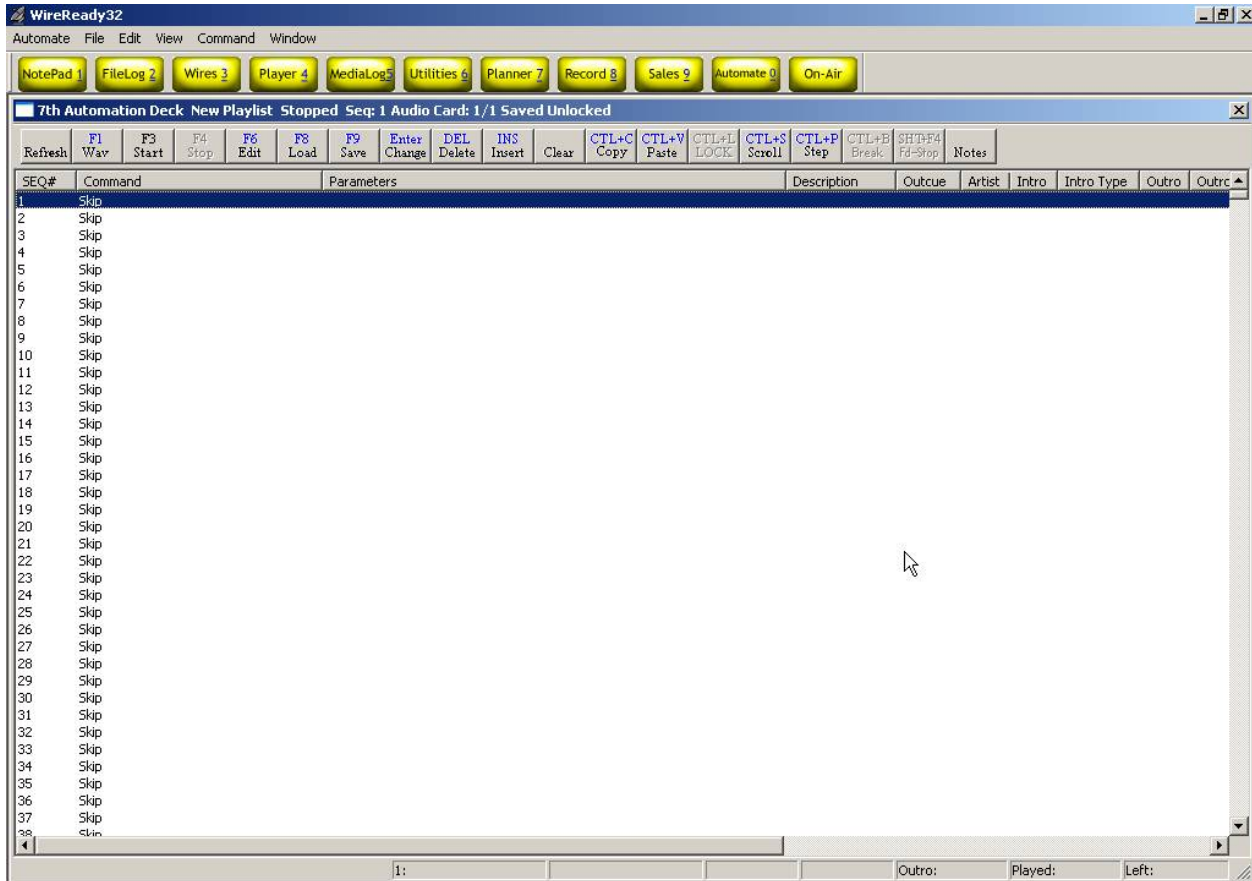 WireReady32
Automate File Edit View Command Window
NotePad 1 FileLog 2 Wires 3 Player 4 MediaLog5 Utilities 6 Planner 7 Record 8 Sales 9 Automate 0 On-Air
7th Automation Deck New Playlist Stopped Seq: 1 Audio Card: 1/1 Saved Unlocked
F1 F3 F4 F6 F8 F9 Enter DEL INS CTL+C CTL+V CTL+L CTL+S CTL+P CTL+B SHT+F4
Refresh Wav Start Stop Edit Load Save Change Delete Insert Clear Copy Paste LOCK Scroll Step Break Fd-Stop Notes
SEQ# Command Parameters Description Outcue Artist Intro Intro Type Outro Outrc
1 Skip
2 Skip
3 Skip
4 Skip
5 Skip
6 Skip
7 Skip
8 Skip
9 Skip
10 Skip
11 Skip
12 Skip
13 Skip
14 Skip
15 Skip
16 Skip
17 Skip
18 Skip
19 Skip
20 Skip
21 Skip
22 Skip
23 Skip
24 Skip
25 Skip
26 Skip
27 Skip
28 Skip
29 Skip
30 Skip
31 Skip
32 Skip
33 Skip
34 Skip
35 Skip
36 Skip
37 Skip
38 Skip
1: Outro: Played: Left: